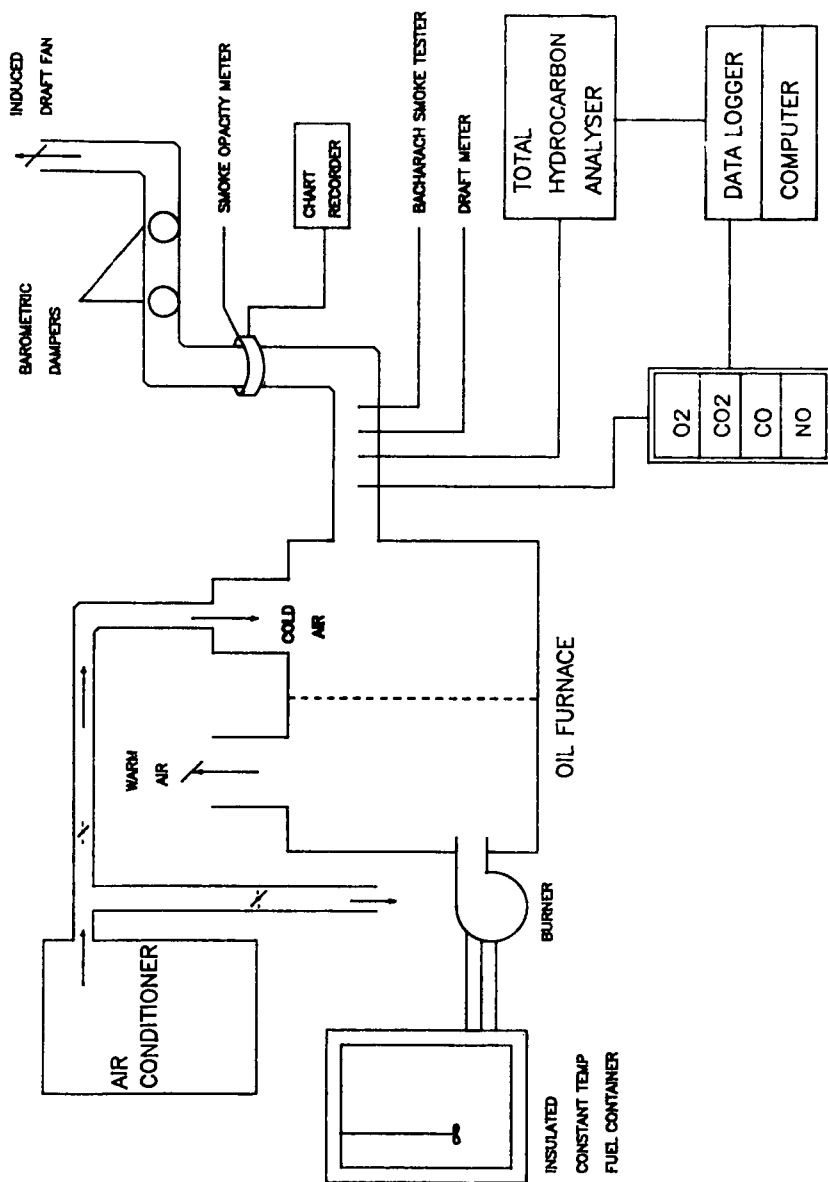 INDUCED
DRAFT FAN
BAROMETRIC
DAMPERS
SMOKE OPACITY METER
CHART
RECORDER
BACHARACH SMOKE TESTER
DRAFT METER
TOTAL
HYDROCARBON
ANALYSER
DATA LOGGER
COMPUTER
O2
CO2
CO
NO
COLD
AIR
WARM
AIR
OIL FURNACE
AIR
CONDITIONER
BURNER
INSULATED
CONSTANT TEMP
FUEL CONTAINER